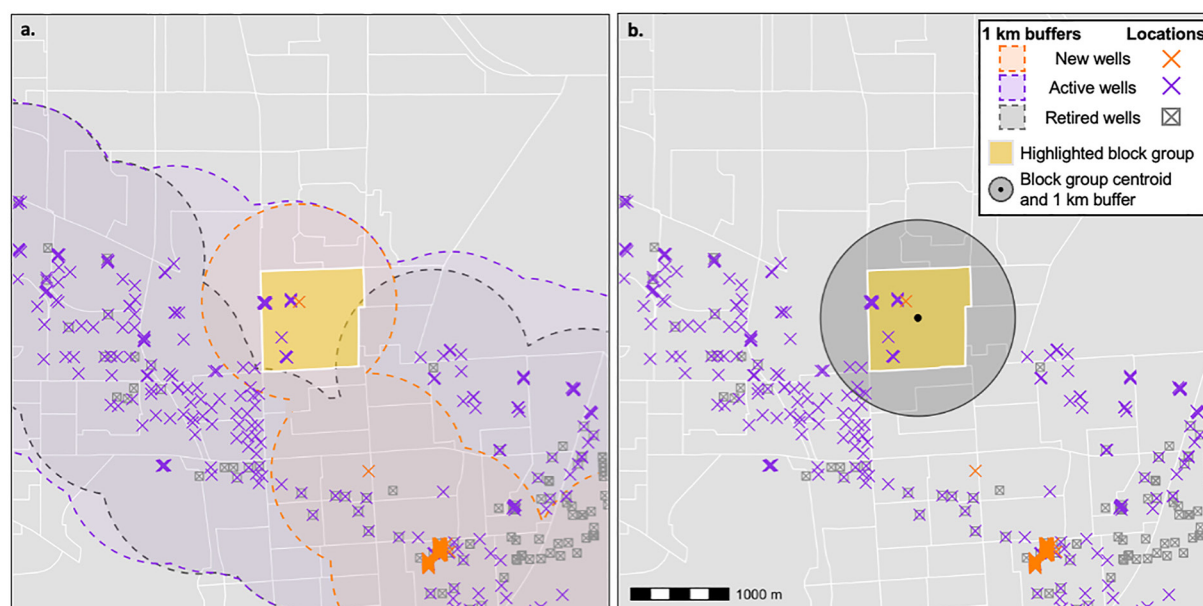 a.
b.
1 km buffers Locations
New wells
Active wells
Retired wells
Highlighted block group
Block group centroid
and 1 km buffer
1000 m